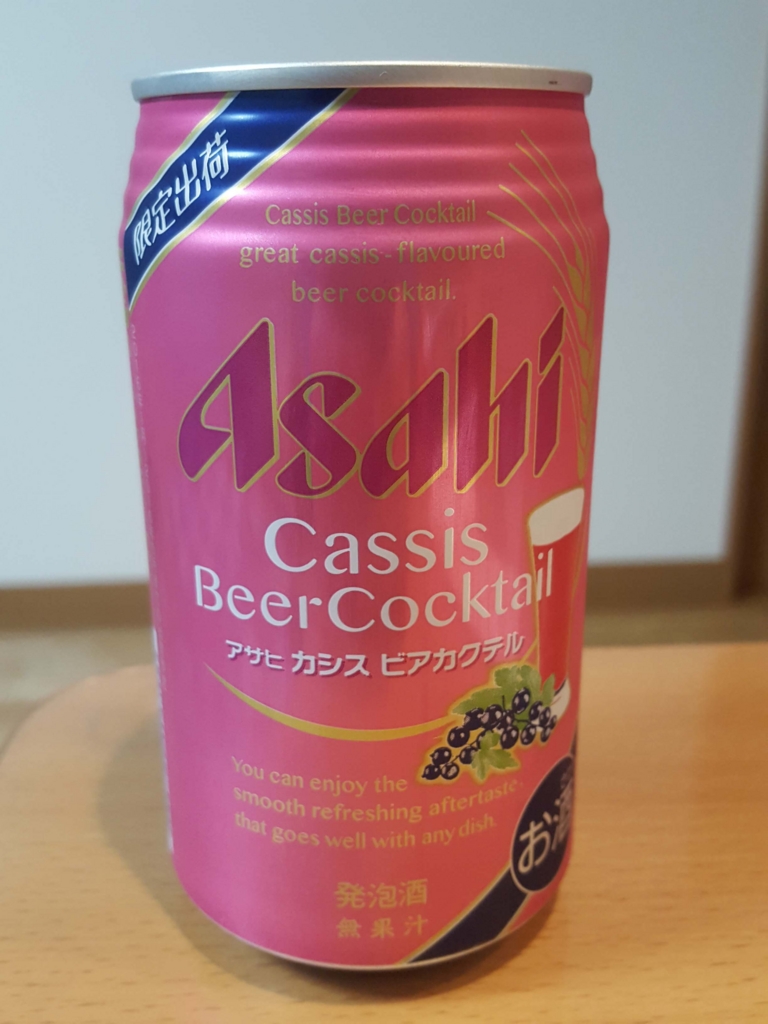 限定出荷
Cassis Beer Cocktail
great cassis-flavoured
beer cocktail.
Asahi
Cassis
BeerCocktail
アサヒ カシス ビアカクテル
You can enjoy the
smooth refreshing aftertaste.
that goes well with any dish.
お酒
発泡酒
無果汁